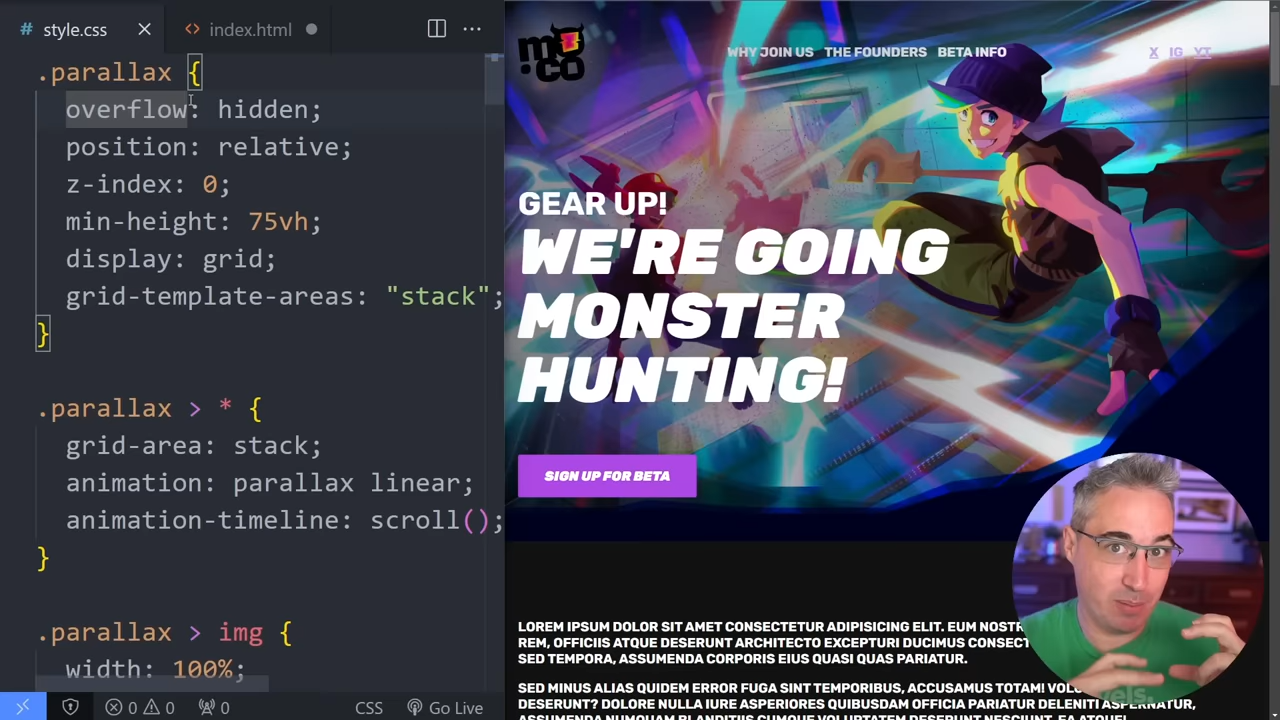 # style.css
<> index.html
...
.parallax {
overflow: hidden;
position: relative;
z-index: 0;
min-height: 75vh;
display: grid;
grid-template-areas: "stack";
}
.parallax > * {
grid-area: stack;
animation: parallax linear;
animation-timeline: scroll();
}
.parallax > img {
width: 100%;
0 0 0 CSS Go Live
moco
WHY JOIN US THE FOUNDERS BETA INFO X IG YT
GEAR UP!
WE'RE GOING
MONSTER
HUNTING!
SIGN UP FOR BETA
LOREM IPSUM DOLOR SIT AMET CONSECTETUR ADIPISICING ELIT. EUM NOSTR
REM, OFFICIIS ATQUE DESERUNT ARCHITECTO EXCEPTURI DUCIMUS CONSECT
SED TEMPORA, ASSUMENDA CORPORIS EIUS QUASI QUAS PARIATUR.
SED MINUS ALIAS QUIDEM ERROR FUGA SINT TEMPORIBUS, ACCUSAMUS TOTAM! VOLU
DESERUNT? DOLORE NULLA IURE ASPERIORES QUIBUSDAM OFFICIA PARIATUR DELENITI ASPERNATUR,